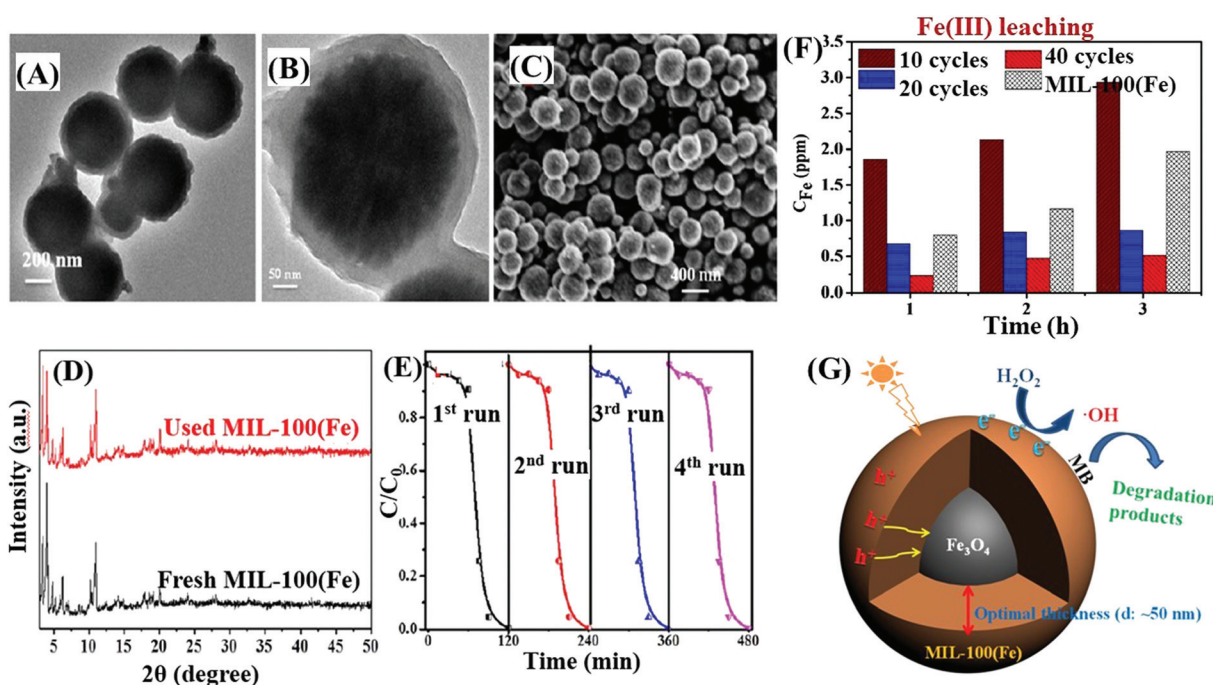 (A)
200 nm
(B)
50 nm
(C)
400 nm
Fe(III) leaching
(F)
10 cycles
40 cycles
20 cycles
MIL-100(Fe)
3.5
3.0
2.5
2.0
1.5
1.0
0.5
0.0
C_Fe (ppm)
1 2 3
Time (h)
(D)
Used MIL-100(Fe)
Fresh MIL-100(Fe)
Intensity (a.u.)
5 10 15 20 25 30 35 40 45 50
2θ (degree)
(E)
1st run
2nd run
3rd run
4th run
0.6
0.4
0.2
0.0
C/C₀
0 120 240 360 480
Time (min)
(G)
H₂O₂
·OH
e⁻ e⁻ e⁻
MB
Degradation
products
h⁺
h⁺
h⁺
Fe₃O₄
Optimal thickness (d: ~50 nm)
MIL-100(Fe)